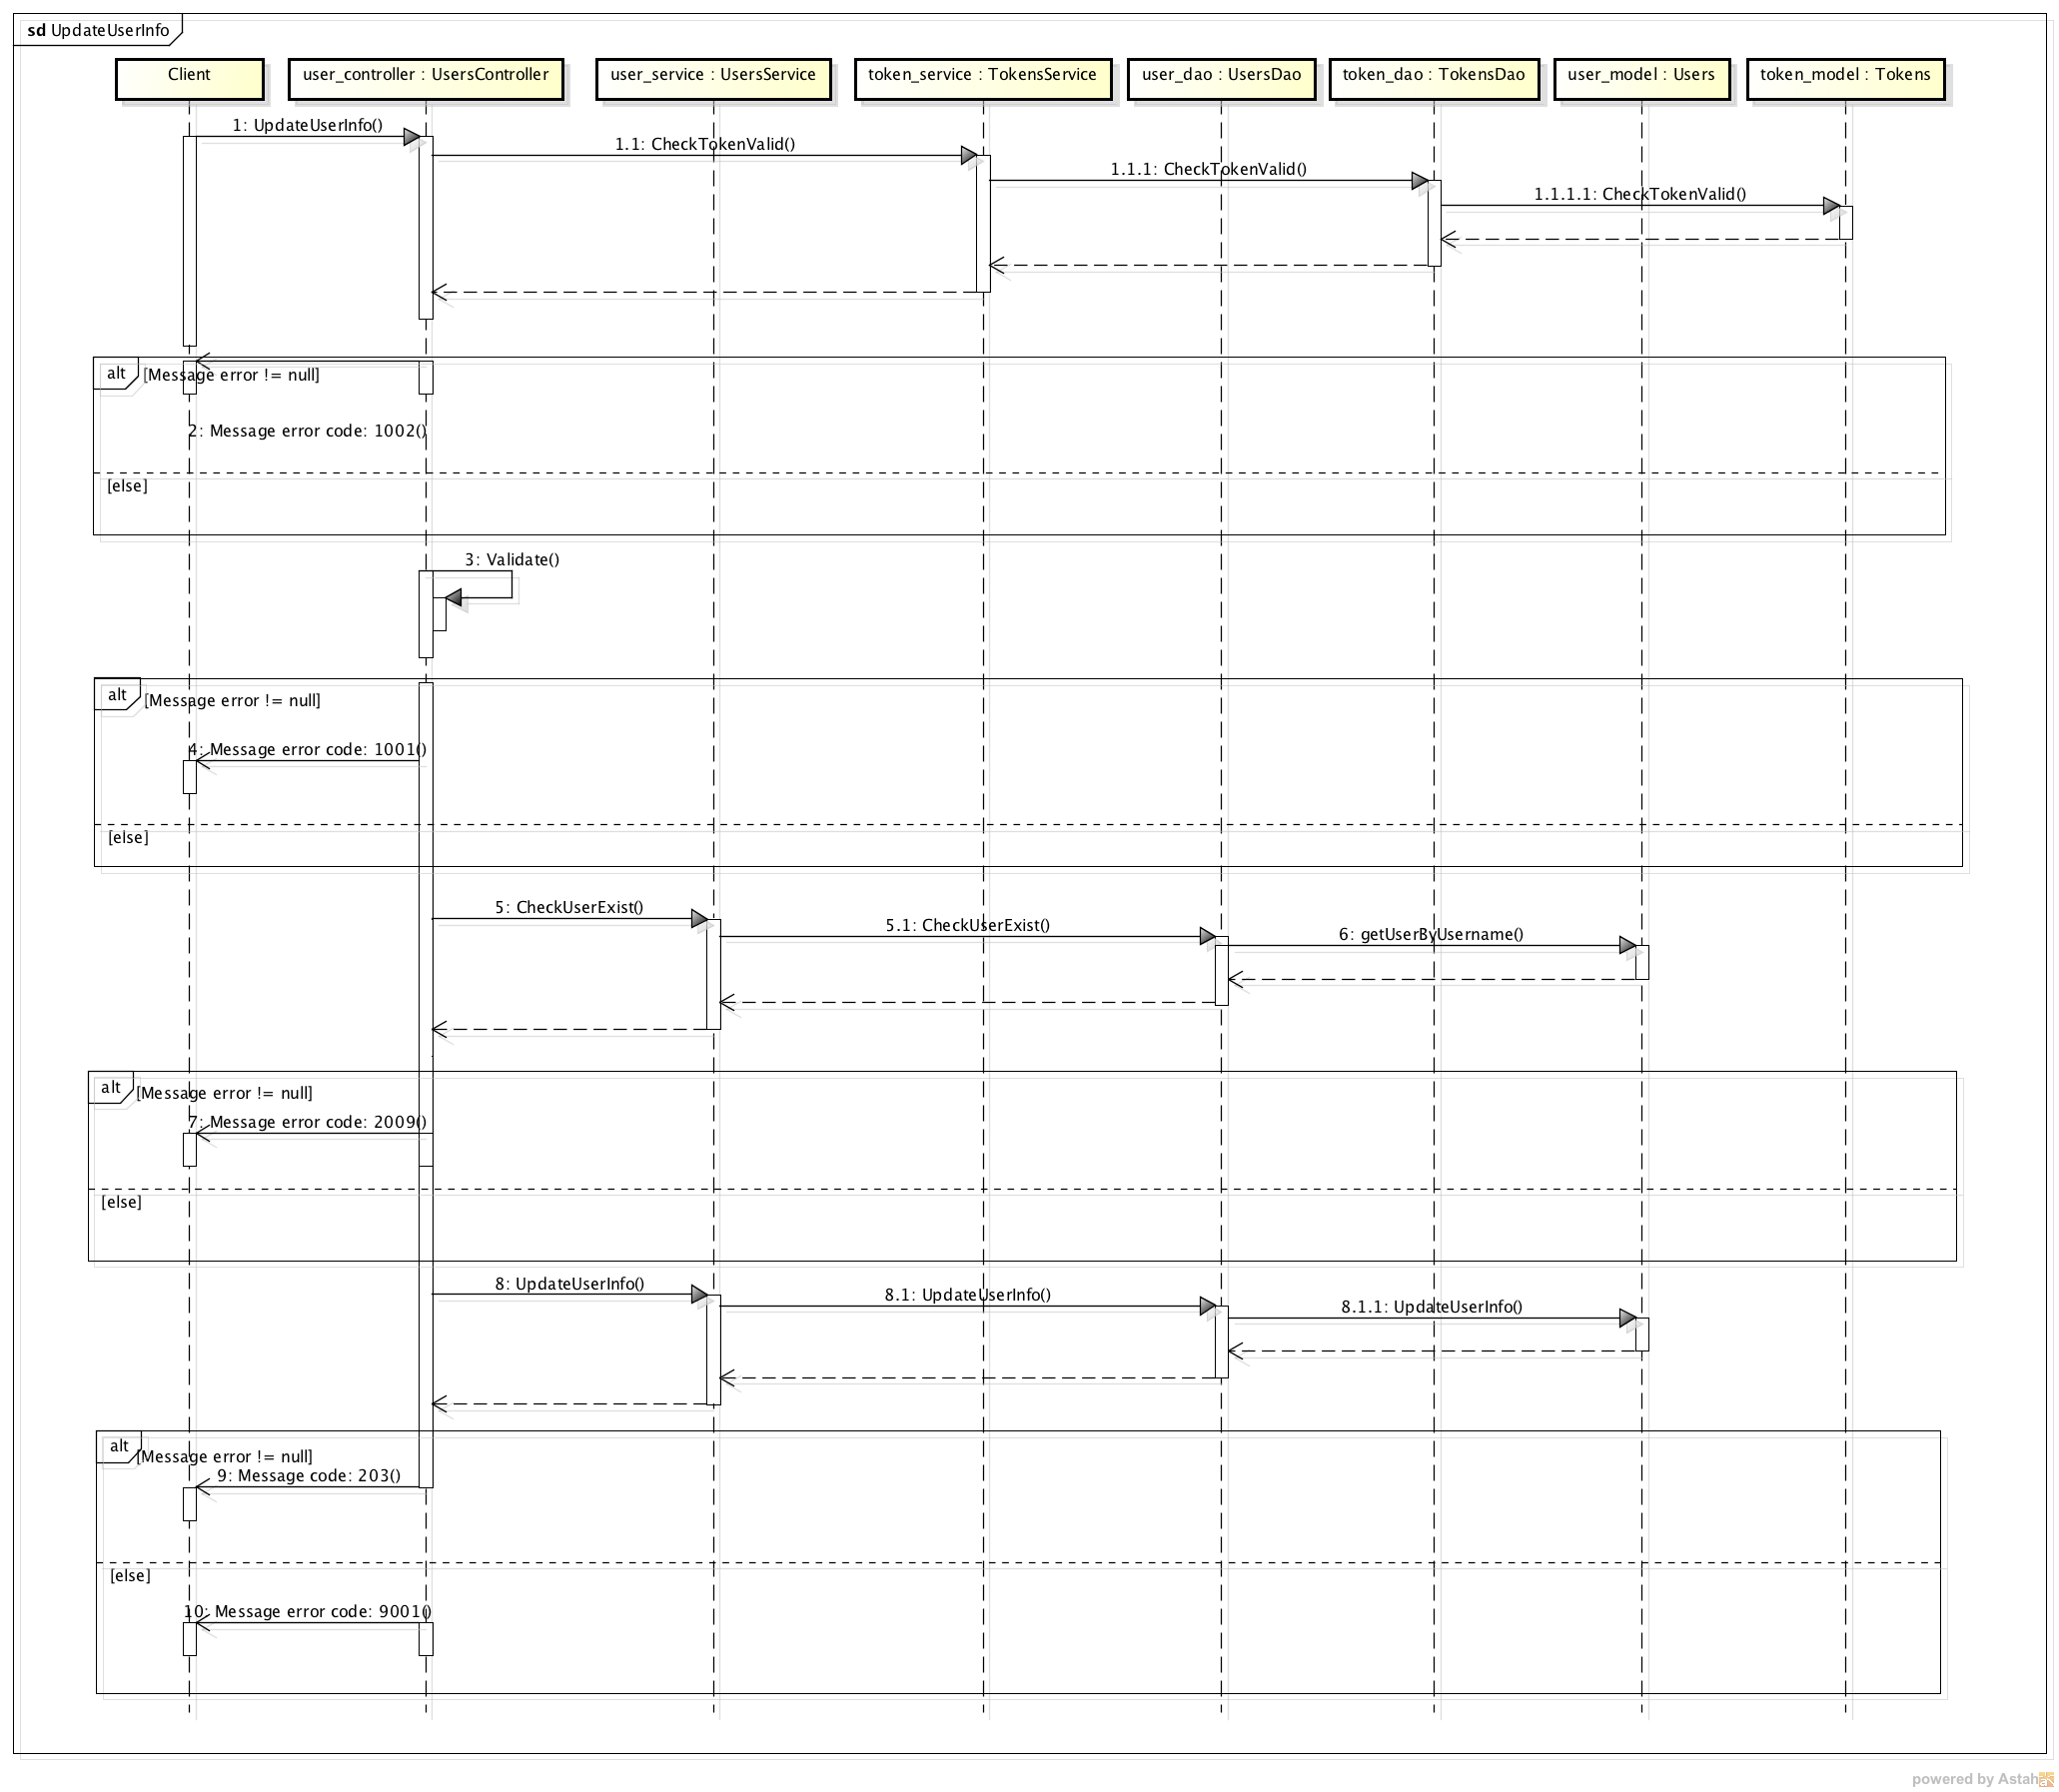 sd UpdateUserInfo
Client
user_controller : UsersController
user_service : UsersService
token_service : TokensService
user_dao : UsersDao
token_dao : TokensDao
user_model : Users
token_model : Tokens
1: UpdateUserInfo()
1.1: CheckTokenValid()
1.1.1: CheckTokenValid()
1.1.1.1: CheckTokenValid()
alt
[Message error != null]
2: Message error code: 1002()
[else]
3: Validate()
alt
[Message error != null]
4: Message error code: 1001()
[else]
5: CheckUserExist()
5.1: CheckUserExist()
6: getUserByUsername()
alt
[Message error != null]
7: Message error code: 2009()
[else]
8: UpdateUserInfo()
8.1: UpdateUserInfo()
8.1.1: UpdateUserInfo()
alt
[Message error != null]
9: Message code: 203()
[else]
10: Message error code: 9001()
powered by Astah